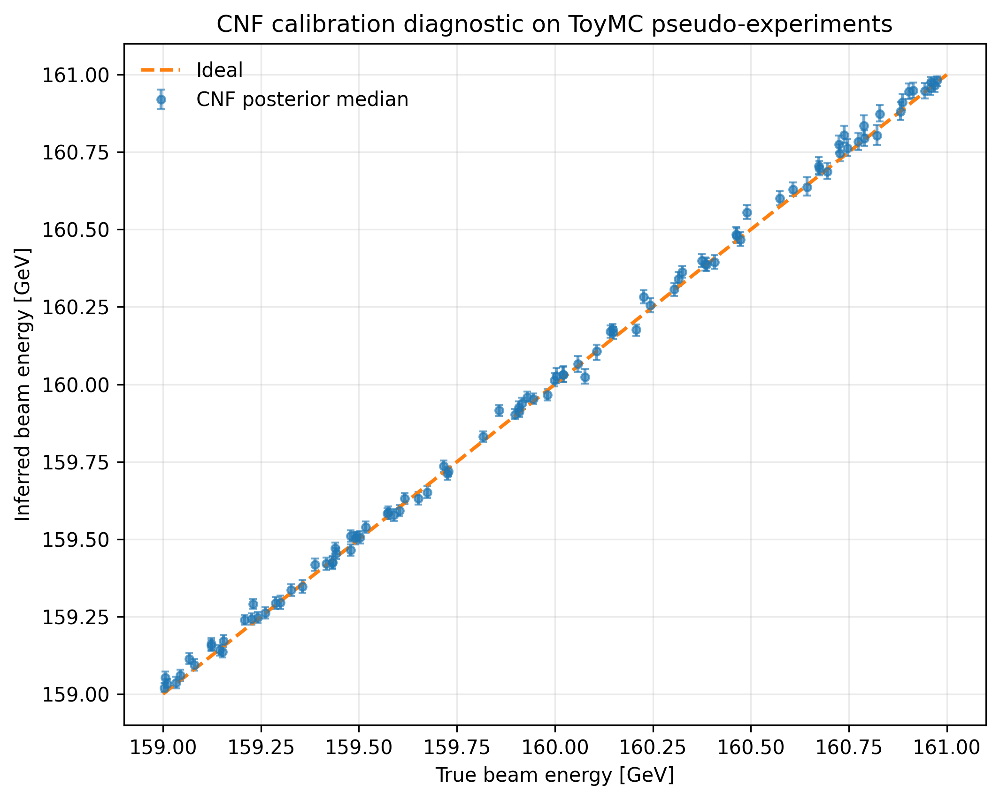 CNF calibration diagnostic on ToyMC pseudo-experiments
Ideal
CNF posterior median
161.00
160.75
160.50
160.25
160.00
159.75
159.50
159.25
159.00
Inferred beam energy [GeV]
159.00 159.25 159.50 159.75 160.00 160.25 160.50 160.75 161.00
True beam energy [GeV]